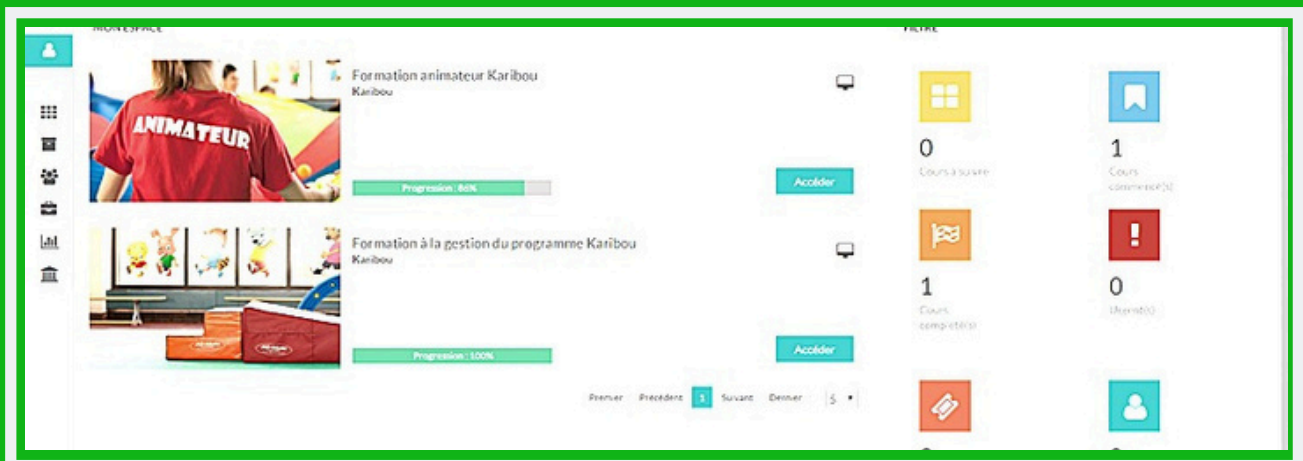 MON ESPACE
FILTRE
ANIMATEUR
Formation animateur Karibou
Karibou
Progression : 86%
Accéder
Formation à la gestion du programme Karibou
Karibou
Progression : 100%
Accéder
Premier Précédent 1 Suivant Dernier 5
0
Cours à suivre
1
Cours
commencé(s)
1
Cours
complété(s)
0
Urgent(s)